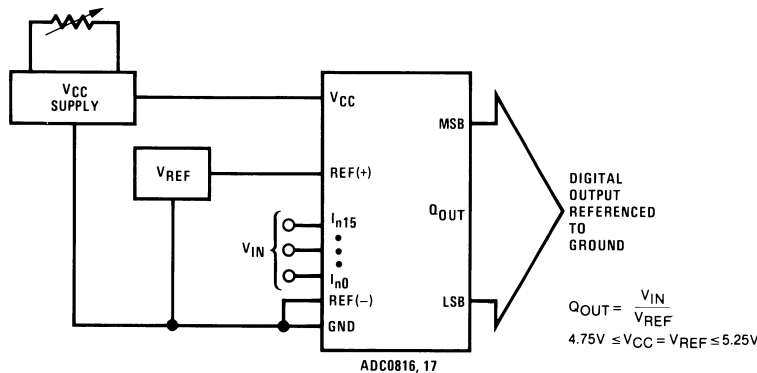 VCC
SUPPLY
VREF
VIN
VCC
REF(+)
In15
In0
REF(−)
GND
MSB
QOUT
LSB
ADC0816, 17
DIGITAL
OUTPUT
REFERENCED
TO
GROUND
QOUT = VIN / VREF
4.75V ≤ VCC = VREF ≤ 5.25V